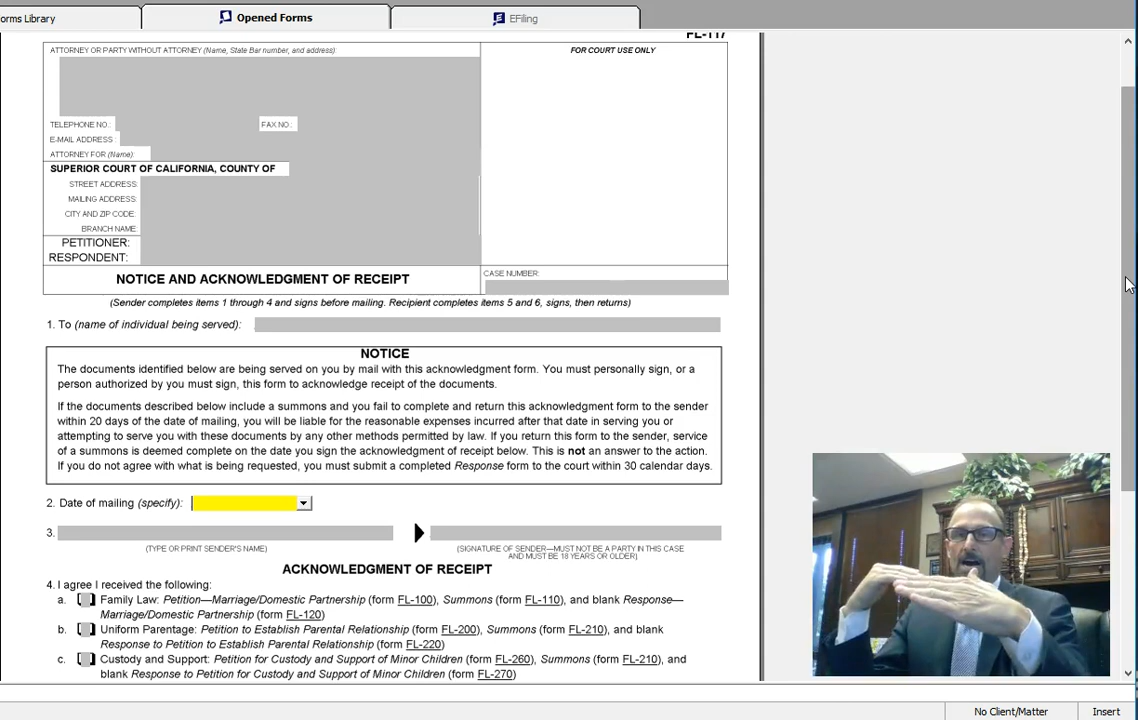 orms Library
Opened Forms
EFiling
FL-117
ATTORNEY OR PARTY WITHOUT ATTORNEY (Name, State Bar number, and address):
FOR COURT USE ONLY
TELEPHONE NO.: FAX NO.:
E-MAIL ADDRESS :
ATTORNEY FOR (Name):
SUPERIOR COURT OF CALIFORNIA, COUNTY OF
STREET ADDRESS:
MAILING ADDRESS:
CITY AND ZIP CODE:
BRANCH NAME:
PETITIONER:
RESPONDENT:
NOTICE AND ACKNOWLEDGMENT OF RECEIPT
CASE NUMBER:
(Sender completes items 1 through 4 and signs before mailing. Recipient completes items 5 and 6, signs, then returns)
1. To (name of individual being served):
NOTICE
The documents identified below are being served on you by mail with this acknowledgment form. You must personally sign, or a
person authorized by you must sign, this form to acknowledge receipt of the documents.
If the documents described below include a summons and you fail to complete and return this acknowledgment form to the sender
within 20 days of the date of mailing, you will be liable for the reasonable expenses incurred after that date in serving you or
attempting to serve you with these documents by any other methods permitted by law. If you return this form to the sender, service
of a summons is deemed complete on the date you sign the acknowledgment of receipt below. This is not an answer to the action.
If you do not agree with what is being requested, you must submit a completed Response form to the court within 30 calendar days.
2. Date of mailing (specify):
3.
(TYPE OR PRINT SENDER'S NAME)
(SIGNATURE OF SENDER—MUST NOT BE A PARTY IN THIS CASE
AND MUST BE 18 YEARS OR OLDER)
ACKNOWLEDGMENT OF RECEIPT
4. I agree I received the following:
a. Family Law: Petition—Marriage/Domestic Partnership (form FL-100), Summons (form FL-110), and blank Response—
Marriage/Domestic Partnership (form FL-120)
b. Uniform Parentage: Petition to Establish Parental Relationship (form FL-200), Summons (form FL-210), and blank
Response to Petition to Establish Parental Relationship (form FL-220)
c. Custody and Support: Petition for Custody and Support of Minor Children (form FL-260), Summons (form FL-210), and
blank Response to Petition for Custody and Support of Minor Children (form FL-270)
No Client/Matter Insert